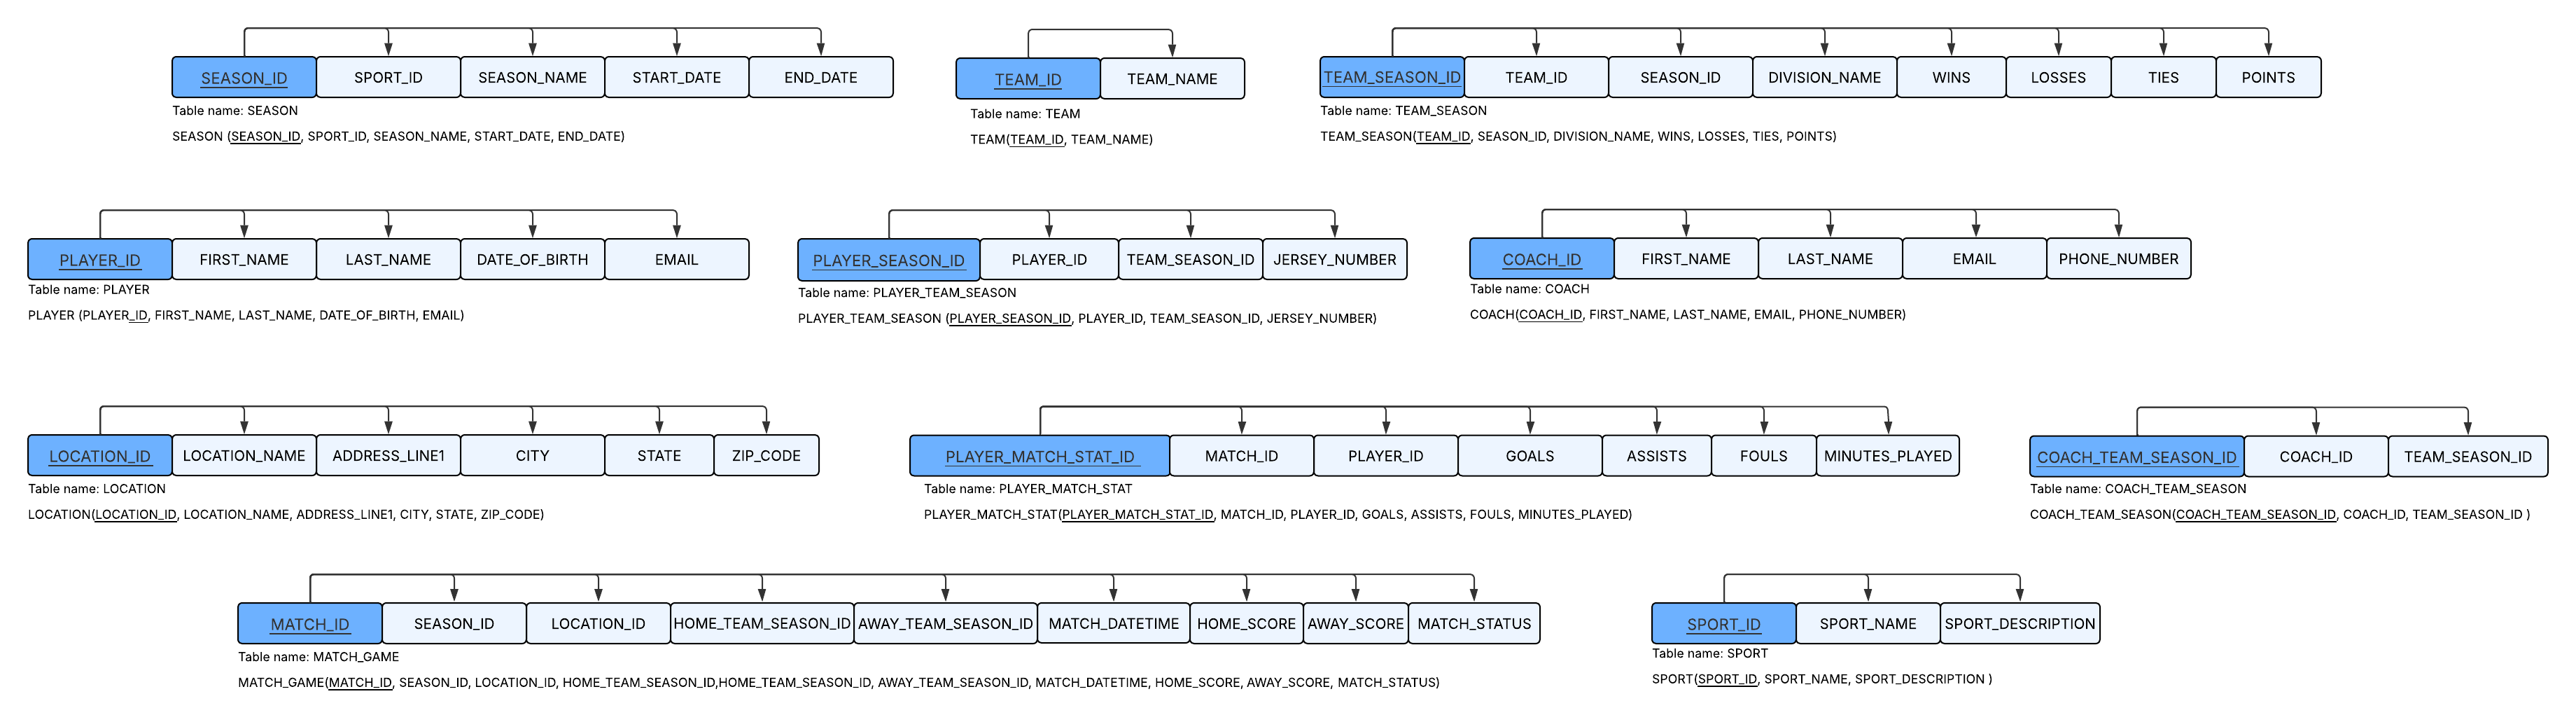 SEASON_ID SPORT_ID SEASON_NAME START_DATE END_DATE
Table name: SEASON
SEASON (SEASON_ID, SPORT_ID, SEASON_NAME, START_DATE, END_DATE)
TEAM_ID TEAM_NAME
Table name: TEAM
TEAM(TEAM_ID, TEAM_NAME)
TEAM_SEASON_ID TEAM_ID SEASON_ID DIVISION_NAME WINS LOSSES TIES POINTS
Table name: TEAM_SEASON
TEAM_SEASON(TEAM_ID, SEASON_ID, DIVISION_NAME, WINS, LOSSES, TIES, POINTS)
PLAYER_ID FIRST_NAME LAST_NAME DATE_OF_BIRTH EMAIL
Table name: PLAYER
PLAYER (PLAYER_ID, FIRST_NAME, LAST_NAME, DATE_OF_BIRTH, EMAIL)
PLAYER_SEASON_ID PLAYER_ID TEAM_SEASON_ID JERSEY_NUMBER
Table name: PLAYER_TEAM_SEASON
PLAYER_TEAM_SEASON (PLAYER_SEASON_ID, PLAYER_ID, TEAM_SEASON_ID, JERSEY_NUMBER)
COACH_ID FIRST_NAME LAST_NAME EMAIL PHONE_NUMBER
Table name: COACH
COACH(COACH_ID, FIRST_NAME, LAST_NAME, EMAIL, PHONE_NUMBER)
LOCATION_ID LOCATION_NAME ADDRESS_LINE1 CITY STATE ZIP_CODE
Table name: LOCATION
LOCATION(LOCATION_ID, LOCATION_NAME, ADDRESS_LINE1, CITY, STATE, ZIP_CODE)
PLAYER_MATCH_STAT_ID MATCH_ID PLAYER_ID GOALS ASSISTS FOULS MINUTES_PLAYED
Table name: PLAYER_MATCH_STAT
PLAYER_MATCH_STAT(PLAYER_MATCH_STAT_ID, MATCH_ID, PLAYER_ID, GOALS, ASSISTS, FOULS, MINUTES_PLAYED)
COACH_TEAM_SEASON_ID COACH_ID TEAM_SEASON_ID
Table name: COACH_TEAM_SEASON
COACH_TEAM_SEASON(COACH_TEAM_SEASON_ID, COACH_ID, TEAM_SEASON_ID )
MATCH_ID SEASON_ID LOCATION_ID HOME_TEAM_SEASON_ID AWAY_TEAM_SEASON_ID MATCH_DATETIME HOME_SCORE AWAY_SCORE MATCH_STATUS
Table name: MATCH_GAME
MATCH_GAME(MATCH_ID, SEASON_ID, LOCATION_ID, HOME_TEAM_SEASON_ID,HOME_TEAM_SEASON_ID, AWAY_TEAM_SEASON_ID, MATCH_DATETIME, HOME_SCORE, AWAY_SCORE, MATCH_STATUS)
SPORT_ID SPORT_NAME SPORT_DESCRIPTION
Table name: SPORT
SPORT(SPORT_ID, SPORT_NAME, SPORT_DESCRIPTION )